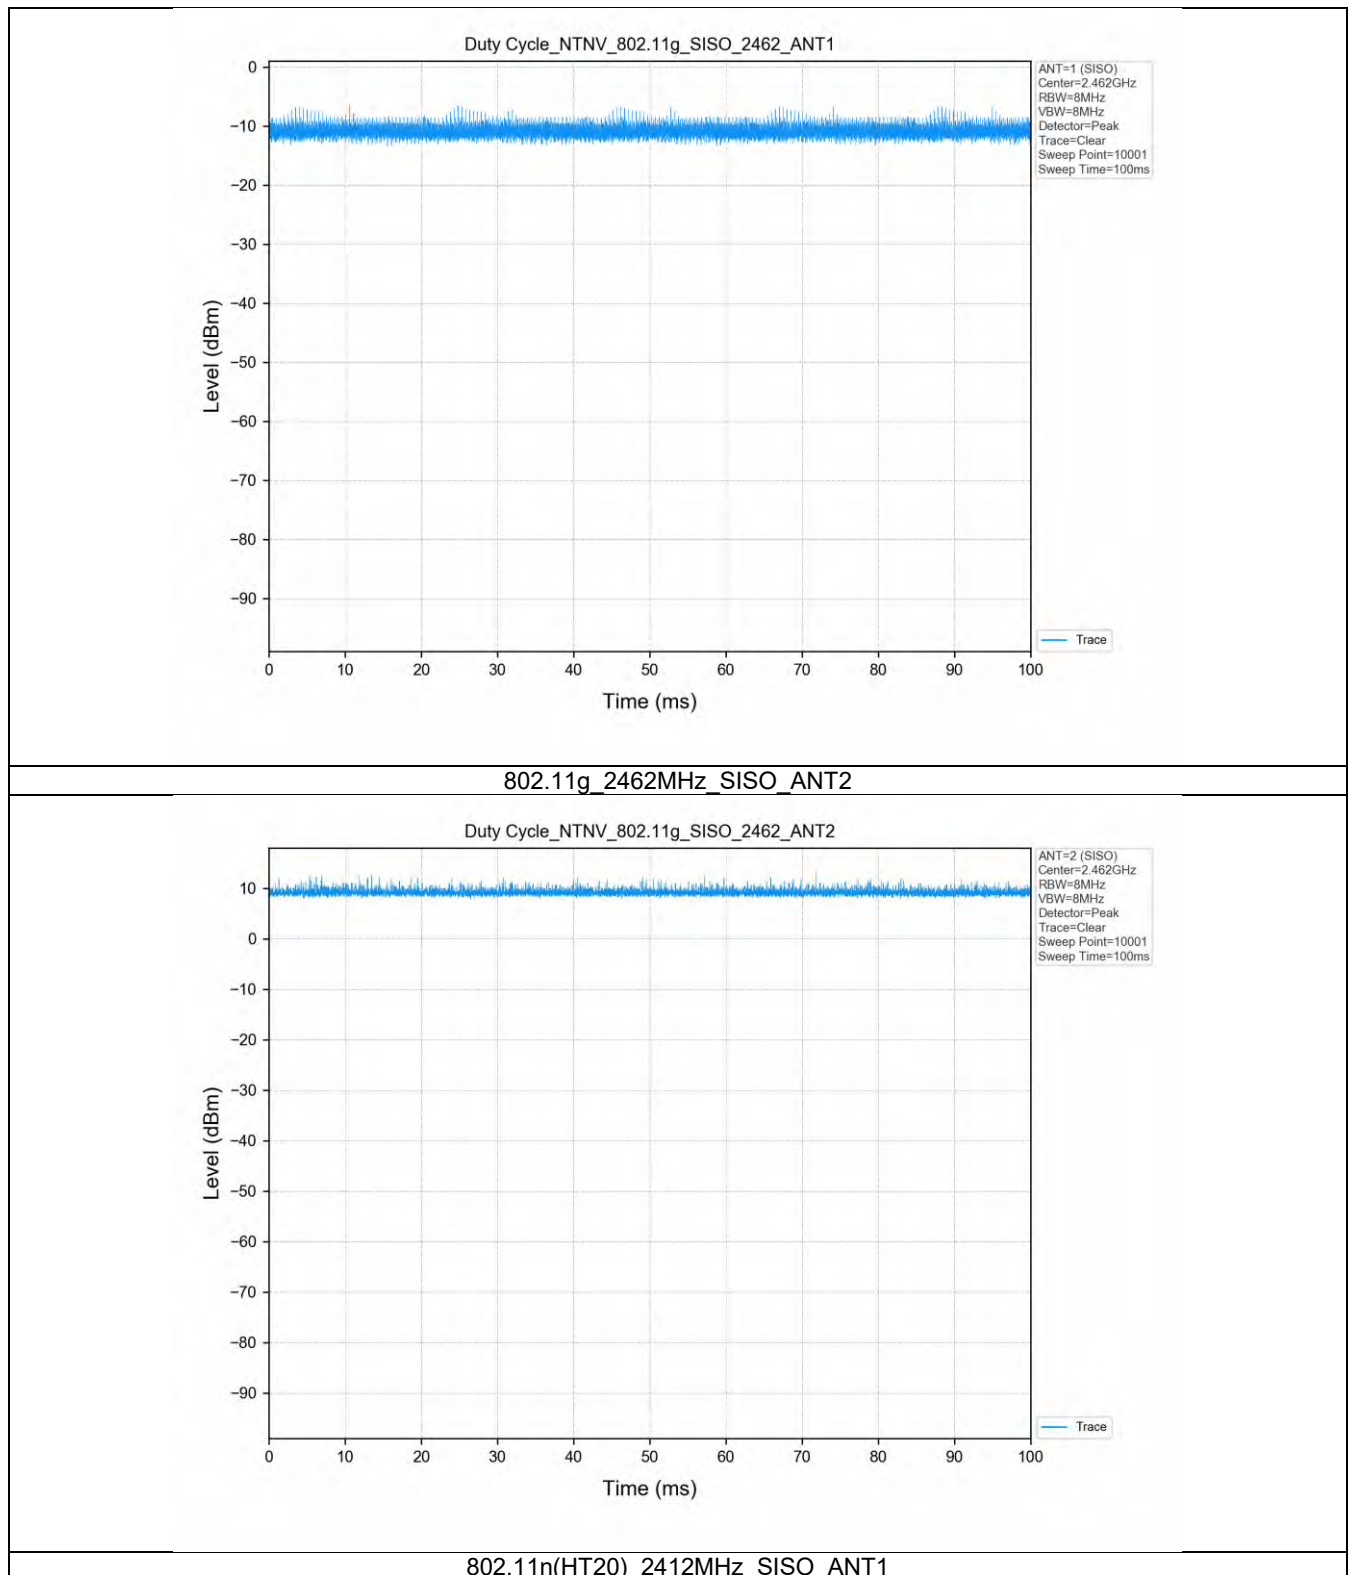 Duty Cycle_NTNV_802.11g_SISO_2462_ANT1
ANT=1 (SISO)
Center=2.462GHz
RBW=8MHz
VBW=8MHz
Detector=Peak
Trace=Clear
Sweep Point=10001
Sweep Time=100ms
0
−10
−20
−30
−40
−50
−60
−70
−80
−90
Level (dBm)
Trace
0 10 20 30 40 50 60 70 80 90 100
Time (ms)
802.11g_2462MHz_SISO_ANT2
Duty Cycle_NTNV_802.11g_SISO_2462_ANT2
ANT=2 (SISO)
Center=2.462GHz
RBW=8MHz
VBW=8MHz
Detector=Peak
Trace=Clear
Sweep Point=10001
Sweep Time=100ms
10
0
−10
−20
−30
−40
−50
−60
−70
−80
−90
Level (dBm)
Trace
0 10 20 30 40 50 60 70 80 90 100
Time (ms)
802.11n(HT20)_2412MHz_SISO_ANT1